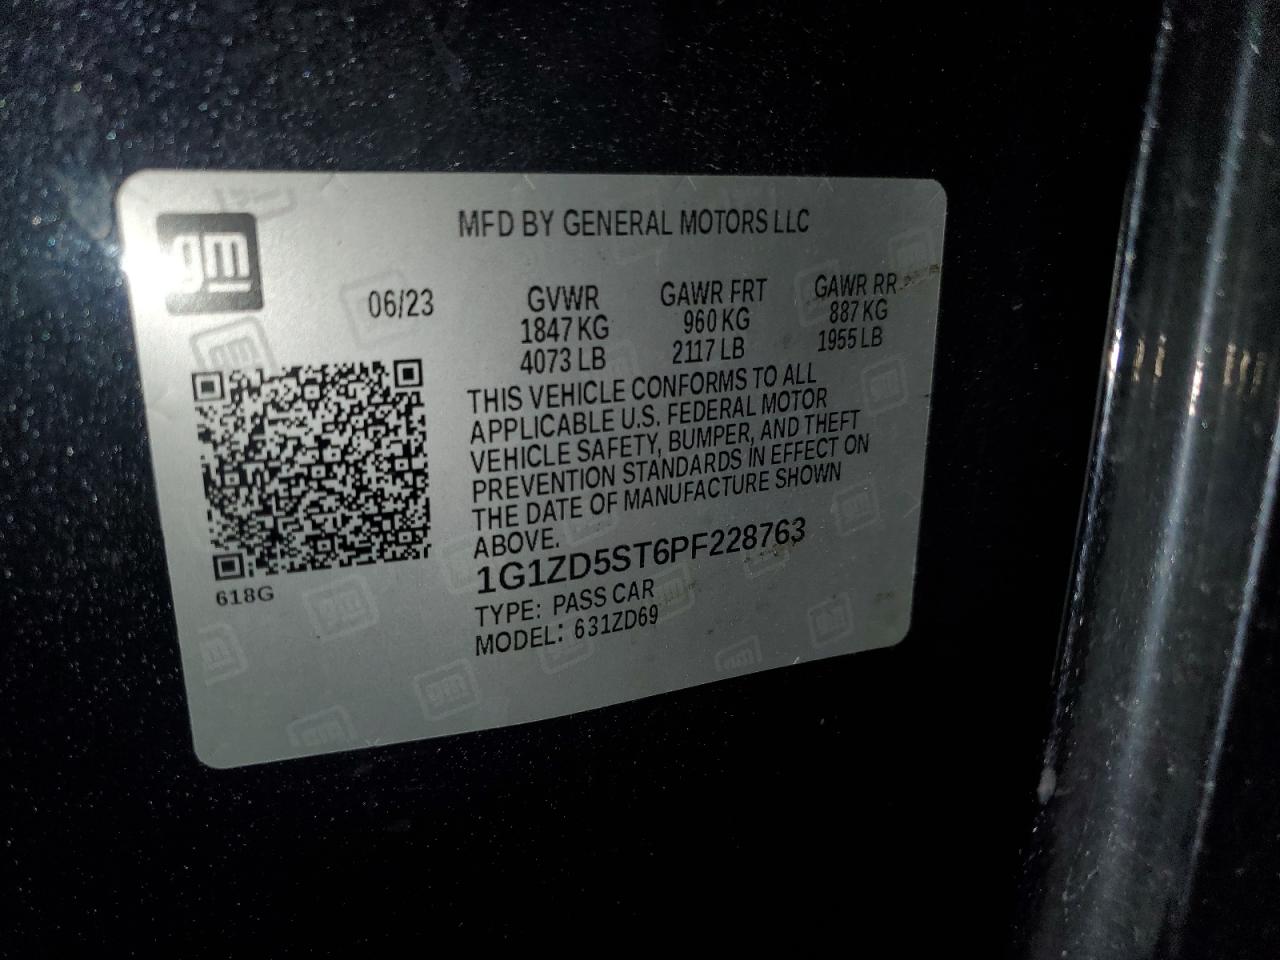 gm
MFD BY GENERAL MOTORS LLC
06/23
GVWR
1847 KG
4073 LB
GAWR FRT
960 KG
2117 LB
GAWR RR
887 KG
1955 LB
THIS VEHICLE CONFORMS TO ALL
APPLICABLE U.S. FEDERAL MOTOR
VEHICLE SAFETY, BUMPER, AND THEFT
PREVENTION STANDARDS IN EFFECT ON
THE DATE OF MANUFACTURE SHOWN
ABOVE.
1G1ZD5ST6PF228763
TYPE: PASS CAR
MODEL: 631ZD69
618G